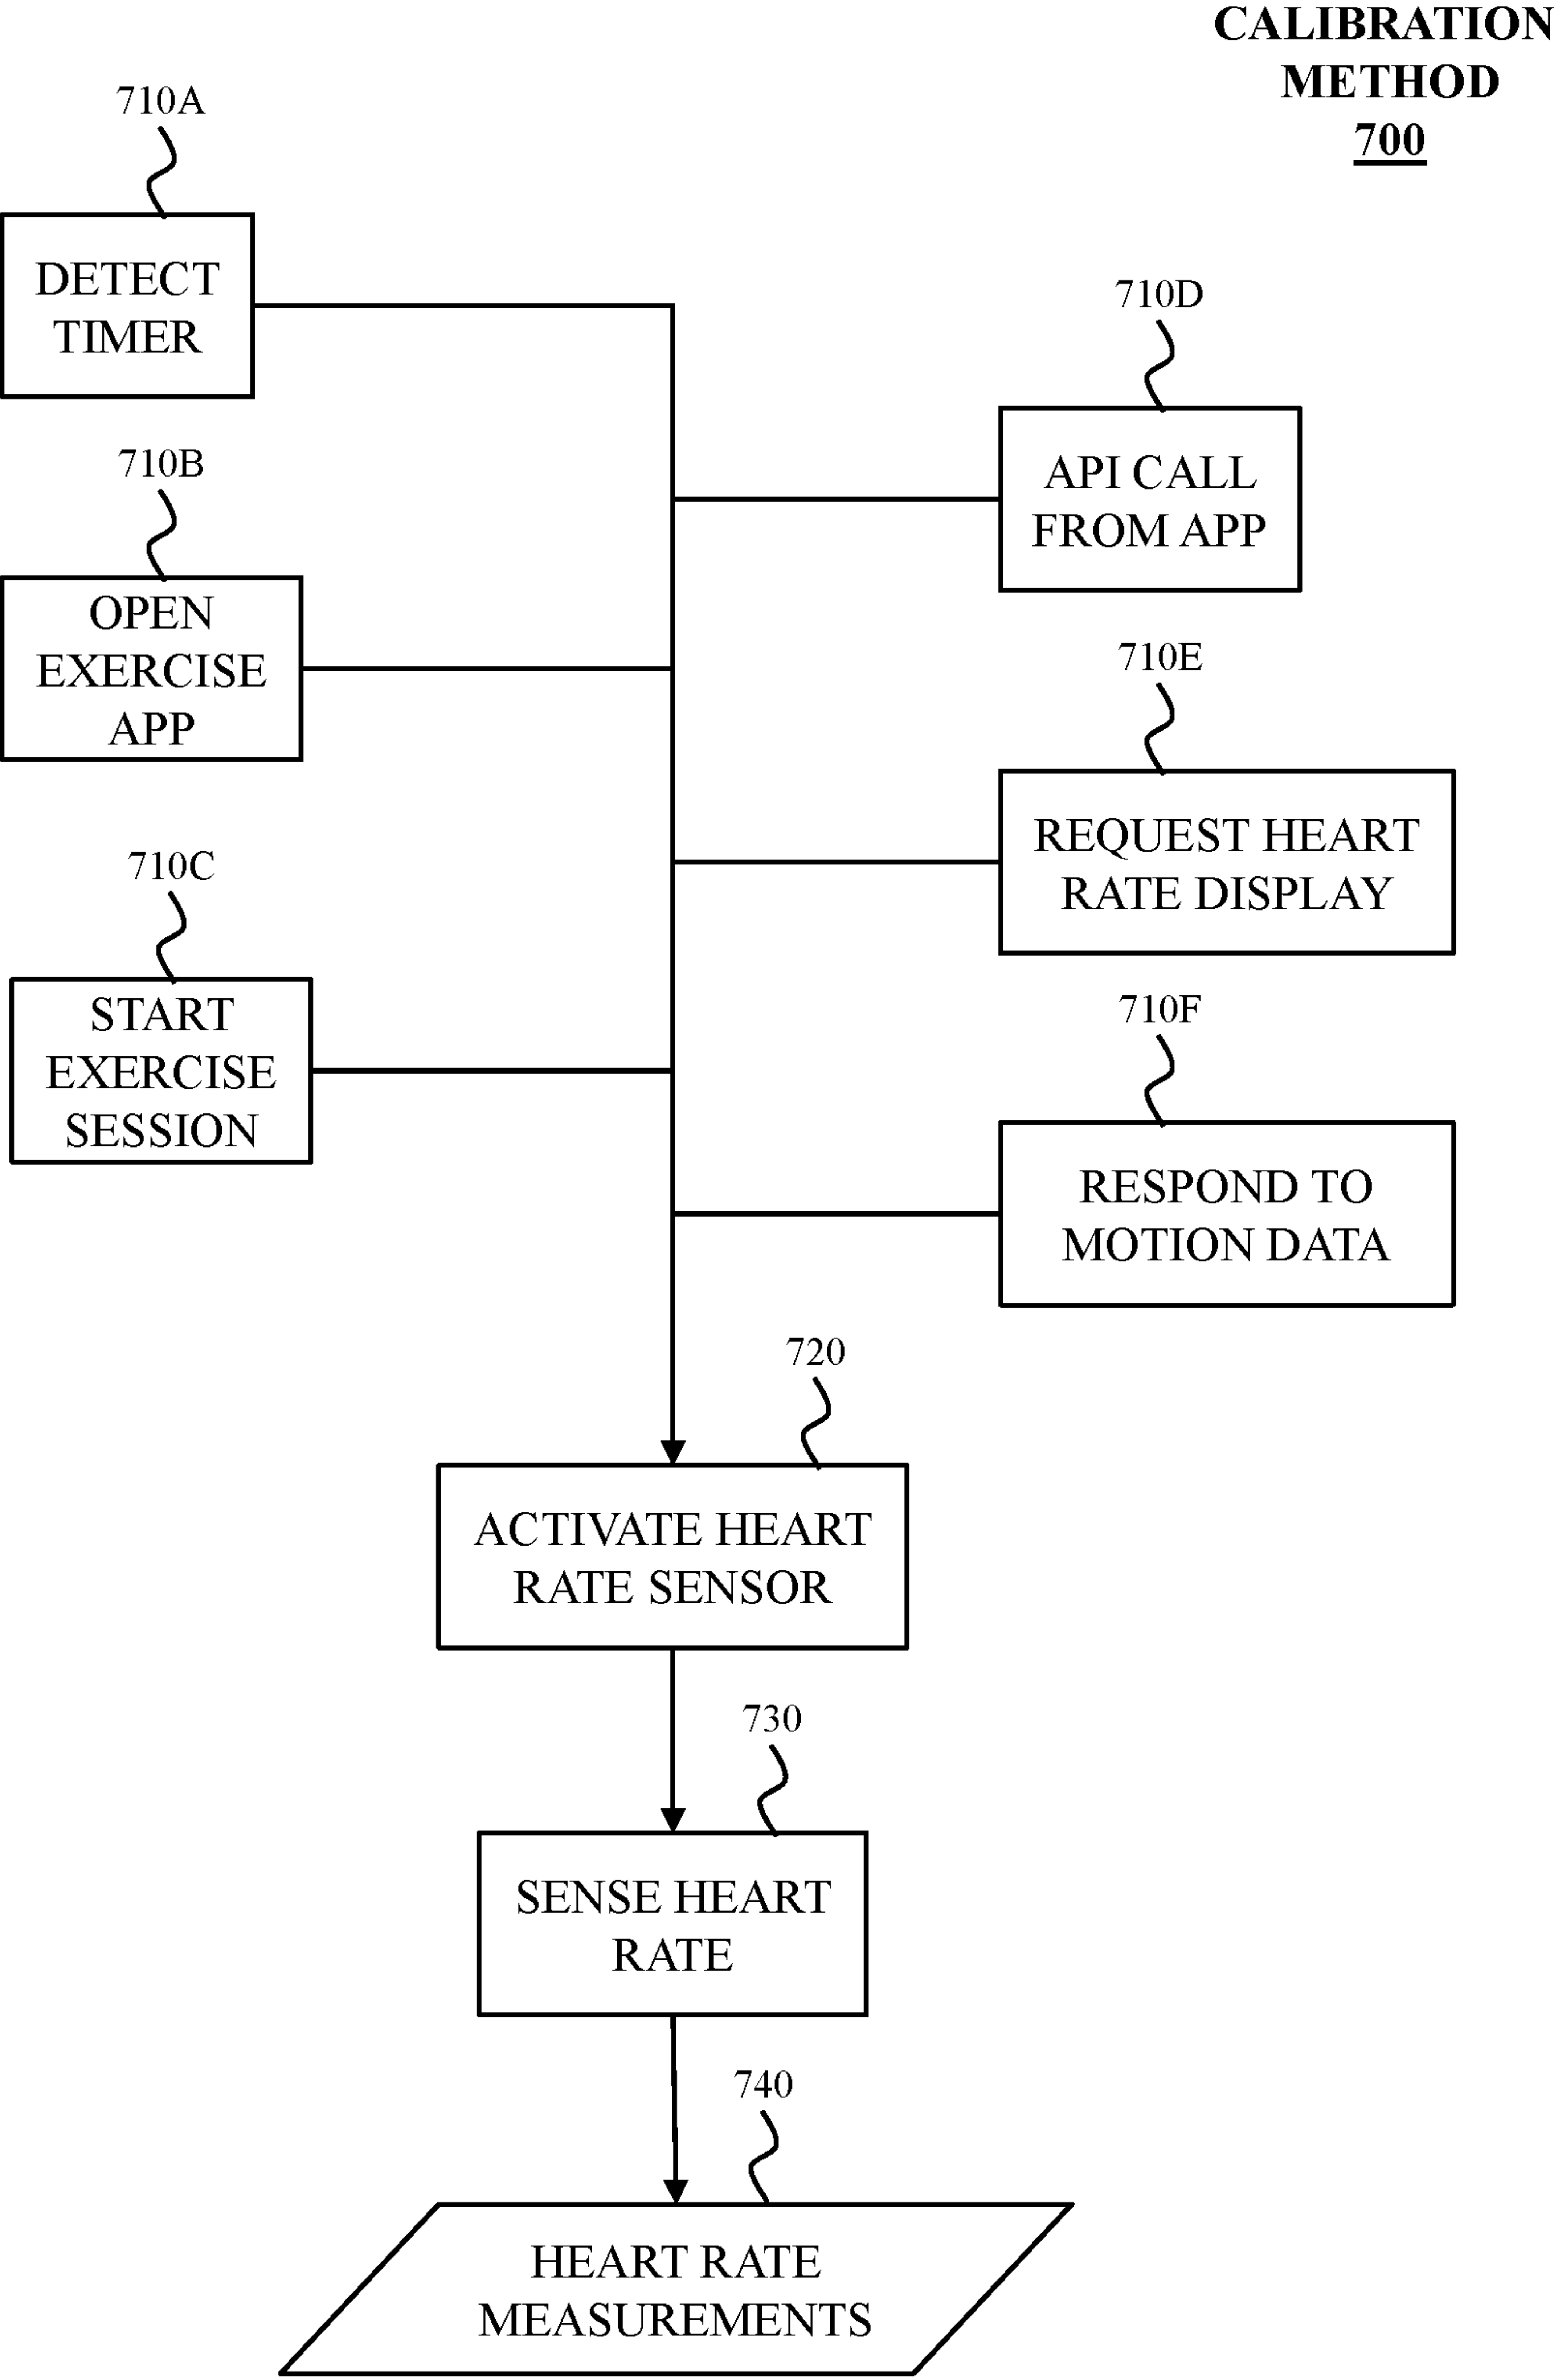 CALIBRATION
METHOD
700
710A
DETECT
TIMER
710B
OPEN
EXERCISE
APP
710C
START
EXERCISE
SESSION
710D
API CALL
FROM APP
710E
REQUEST HEART
RATE DISPLAY
710F
RESPOND TO
MOTION DATA
720
ACTIVATE HEART
RATE SENSOR
730
SENSE HEART
RATE
740
HEART RATE
MEASUREMENTS